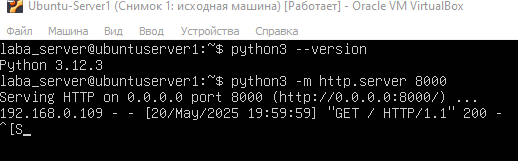 Ubuntu-Server1 (Снимок 1: исходная машина) [Работает] - Oracle VM VirtualBox
Файл Машина Вид Ввод Устройства Справка
laba_server@ubuntuserver1:~$ python3 --version
Python 3.12.3
laba_server@ubuntuserver1:~$ python3 -m http.server 8000
Serving HTTP on 0.0.0.0 port 8000 (http://0.0.0.0:8000/) ...
192.168.0.109 - - [20/May/2025 19:59:59] "GET / HTTP/1.1" 200 -
^[S_